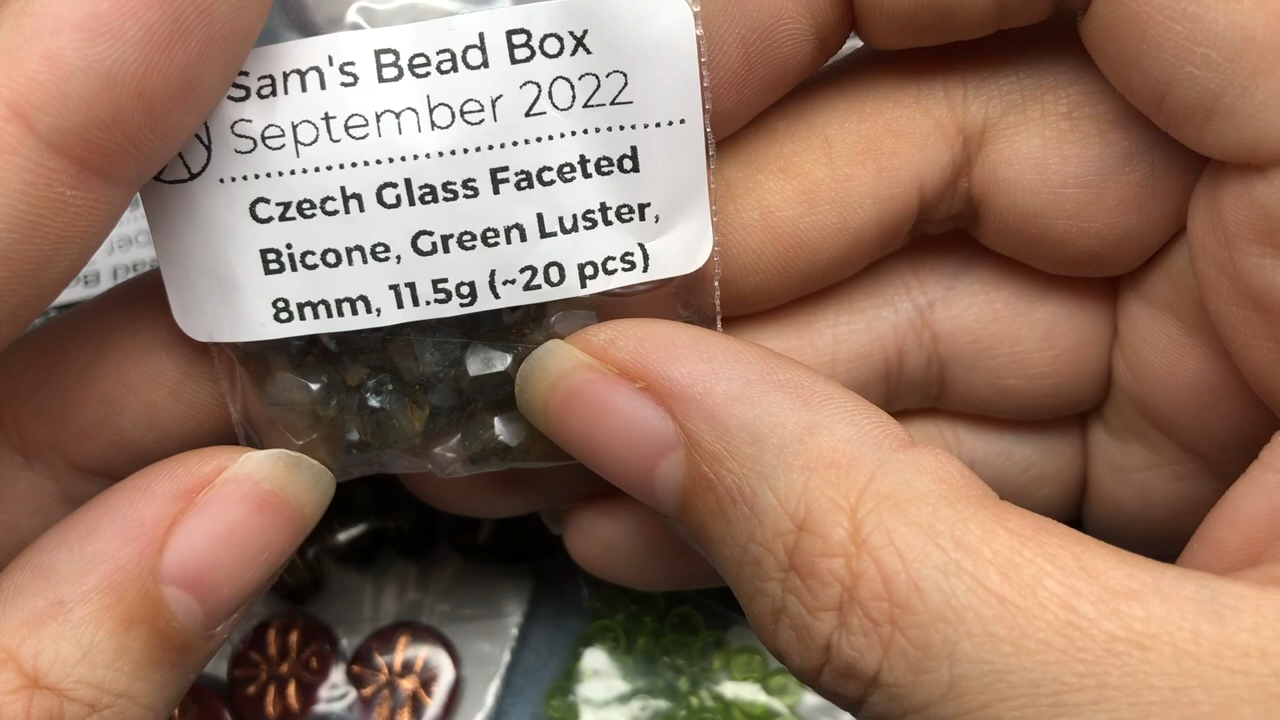 Sam's Bead Box
September 2022
Czech Glass Faceted
Bicone, Green Luster,
8mm, 11.5g (~20 pcs)